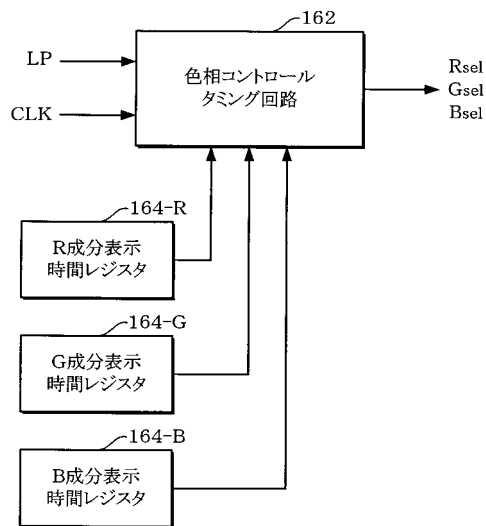 162
LP
CLK
色相コントロール
タミング回路
Rsel
Gsel
Bsel
164-R
R成分表示
時間レジスタ
164-G
G成分表示
時間レジスタ
164-B
B成分表示
時間レジスタ